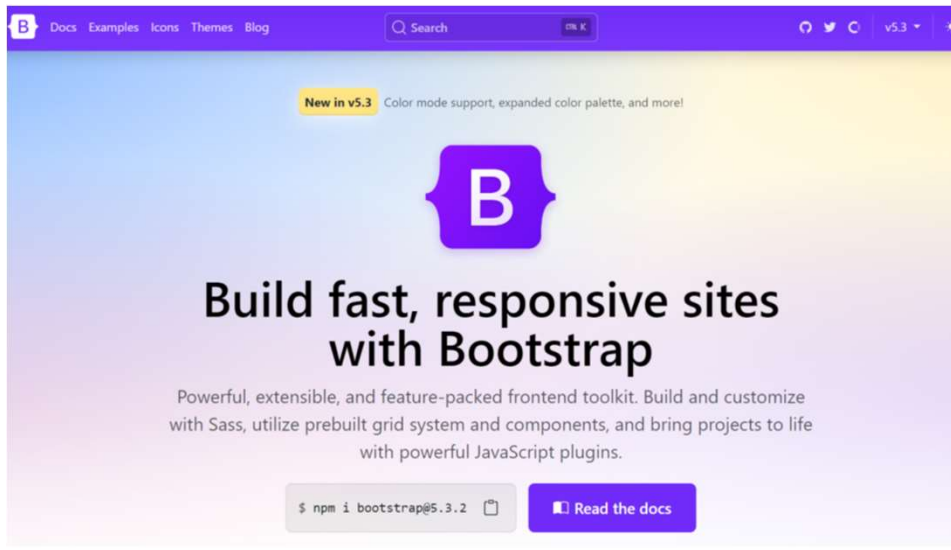 B Docs Examples Icons Themes Blog Search CTRL K v5.3
New in v5.3 Color mode support, expanded color palette, and more!
B
Build fast, responsive sites
with Bootstrap
Powerful, extensible, and feature-packed frontend toolkit. Build and customize
with Sass, utilize prebuilt grid system and components, and bring projects to life
with powerful JavaScript plugins.
$ npm i bootstrap@5.3.2 Read the docs